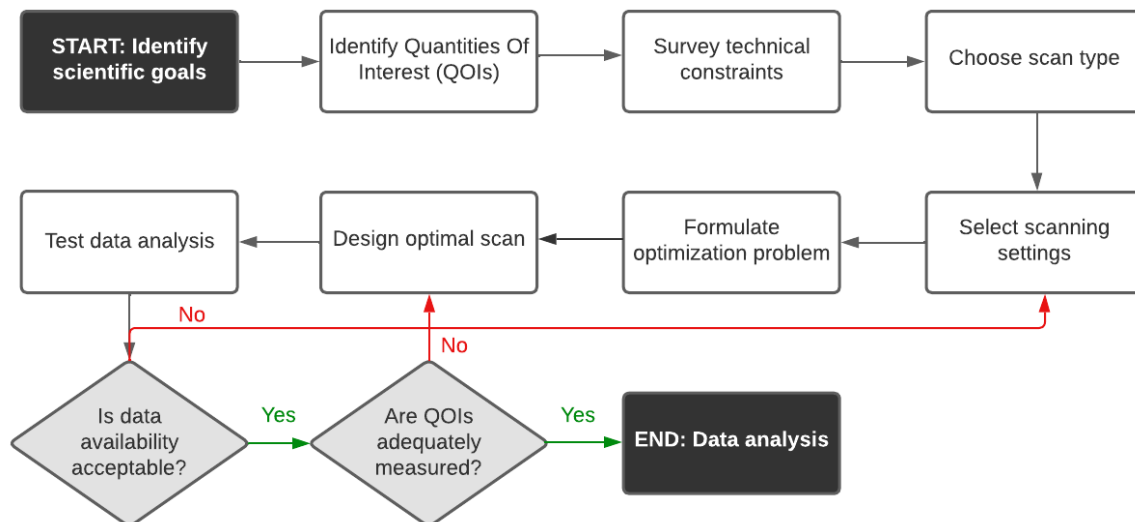 START: Identify
scientific goals
Identify Quantities Of
Interest (QOIs)
Survey technical
constraints
Choose scan type
Select scanning
settings
Formulate
optimization problem
Design optimal scan
Test data analysis
No
No
Is data
availability
acceptable?
Yes
Are QOIs
adequately
measured?
Yes
END: Data analysis